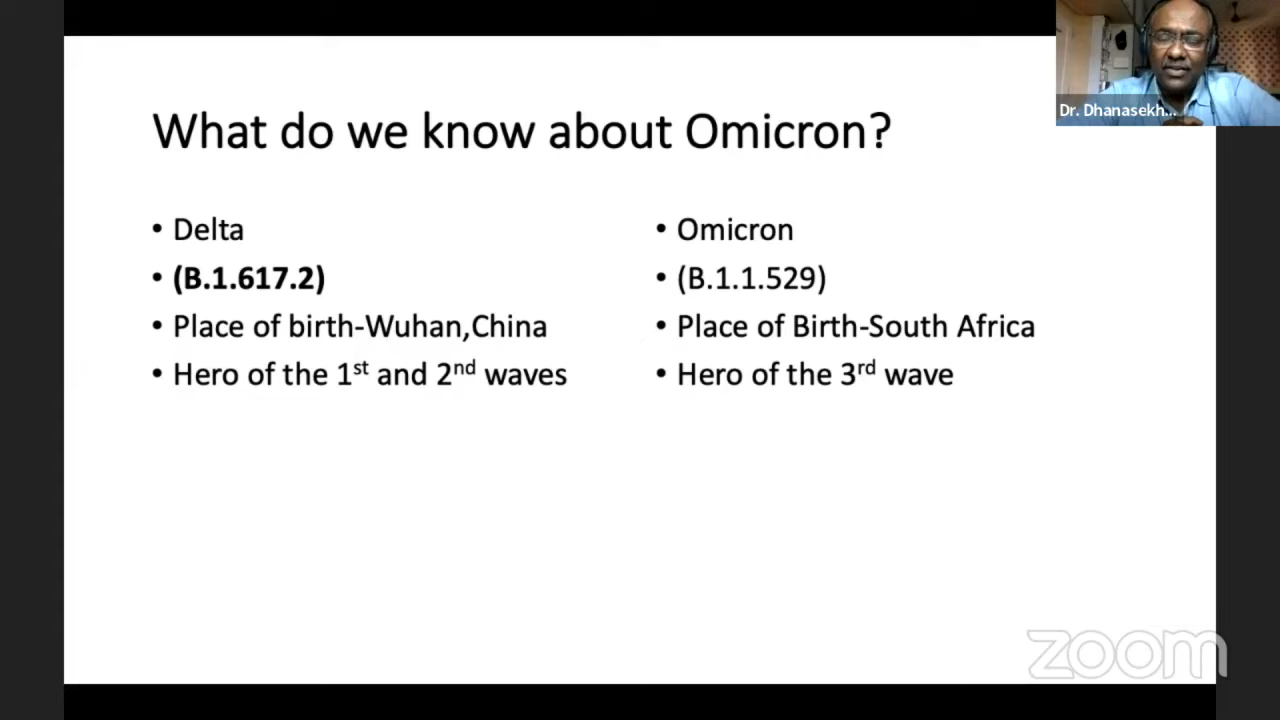 Dr. Dhanasekh...
What do we know about Omicron?
• Delta
• (B.1.617.2)
• Place of birth-Wuhan,China
• Hero of the 1st and 2nd waves
• Omicron
• (B.1.1.529)
• Place of Birth-South Africa
• Hero of the 3rd wave
zoom